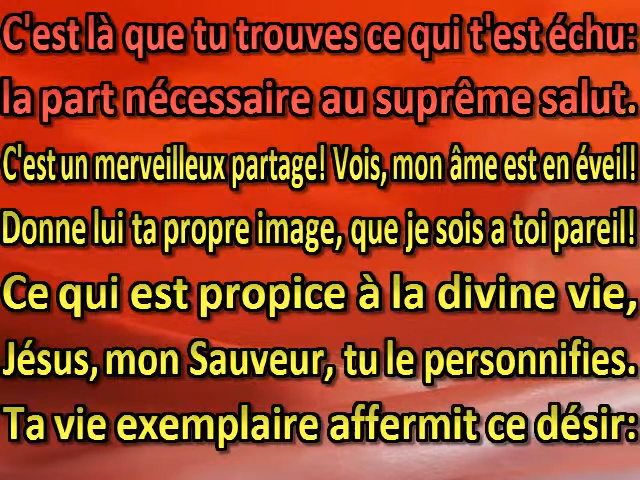 C'est là que tu trouves ce qui t'est échu:
la part nécessaire au suprême salut.
C'est un merveilleux partage! Vois, mon âme est en éveil!
Donne lui ta propre image, que je sois a toi pareil!
Ce qui est propice à la divine vie,
Jésus, mon Sauveur, tu le personnifies.
Ta vie exemplaire affermit ce désir: